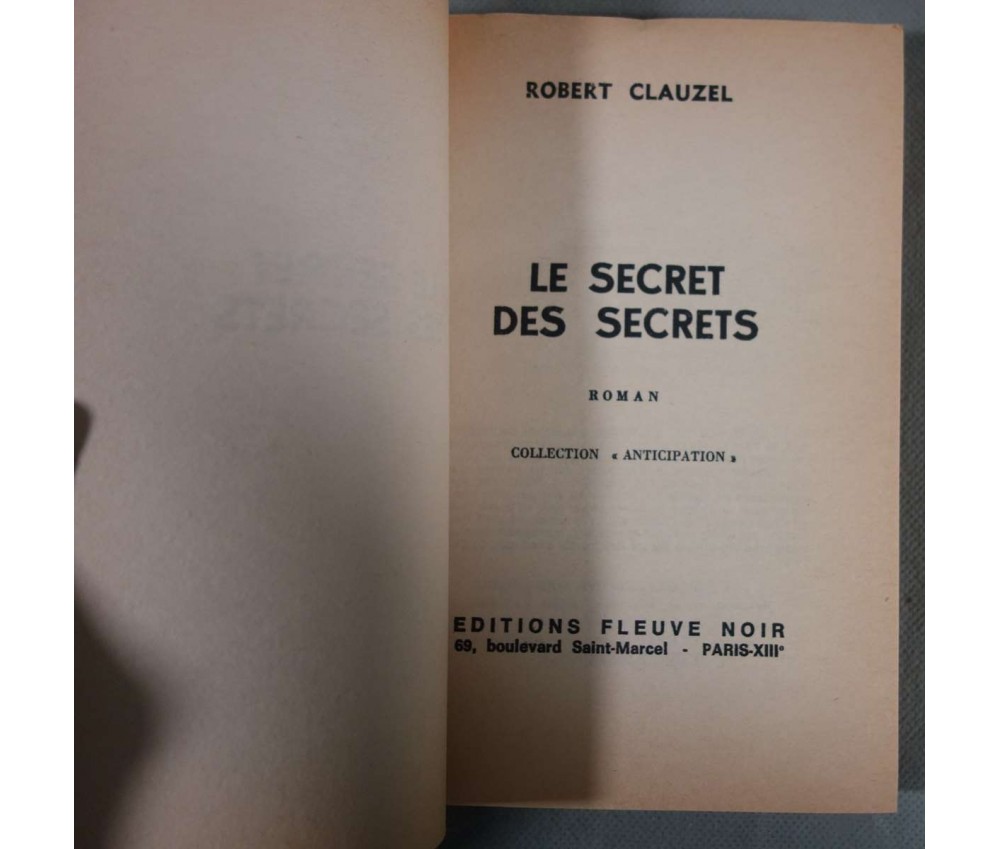 ROBERT CLAUZEL
LE SECRET
DES SECRETS
ROMAN
COLLECTION « ANTICIPATION »
EDITIONS FLEUVE NOIR
69, boulevard Saint-Marcel - PARIS-XIIIᵉ